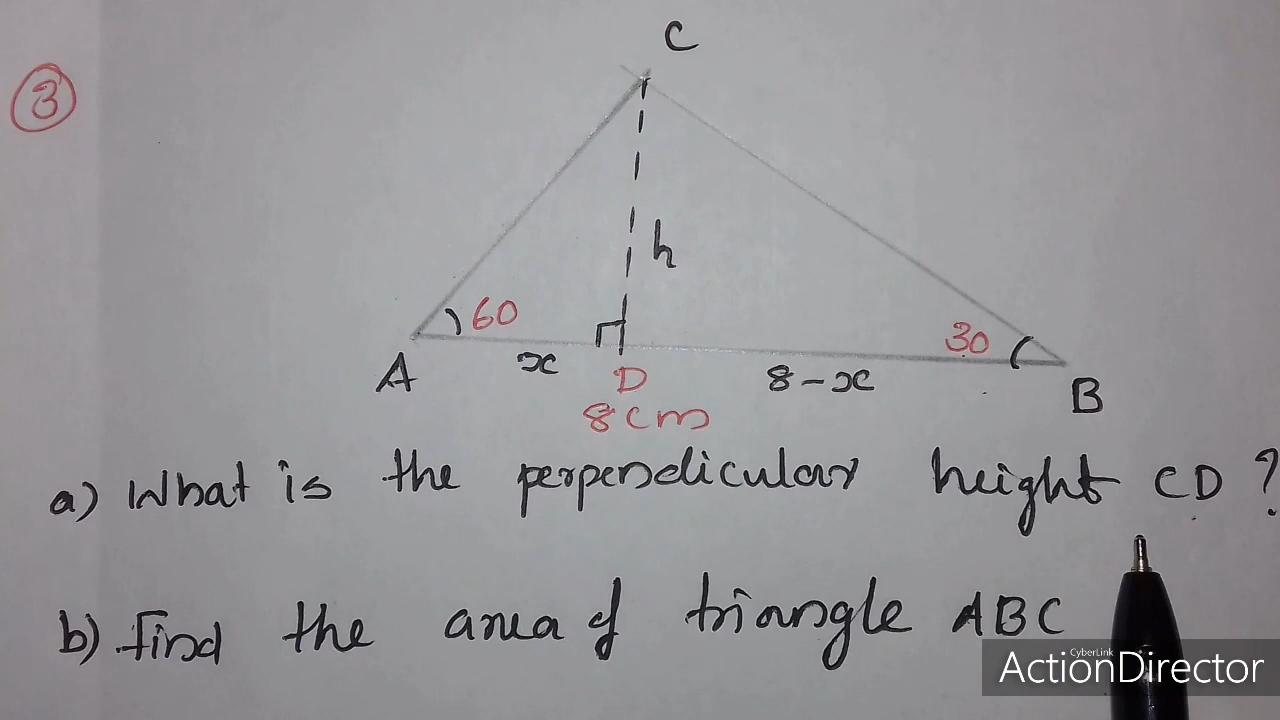 3
C
h
60
30
A
x
D
8 - x
B
8cm
a) What is the perpendicular height CD ?
b) Find the area of triangle ABC
CyberLink
ActionDirector